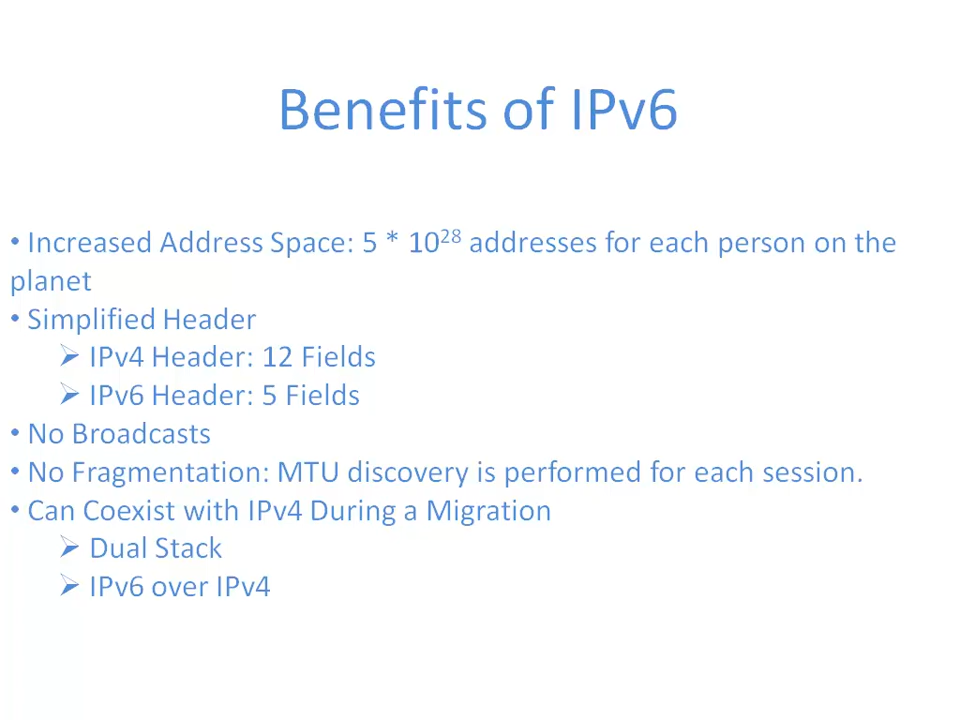 Benefits of IPv6
• Increased Address Space: 5 * 10²⁸ addresses for each person on the
planet
• Simplified Header
➢ IPv4 Header: 12 Fields
➢ IPv6 Header: 5 Fields
• No Broadcasts
• No Fragmentation: MTU discovery is performed for each session.
• Can Coexist with IPv4 During a Migration
➢ Dual Stack
➢ IPv6 over IPv4